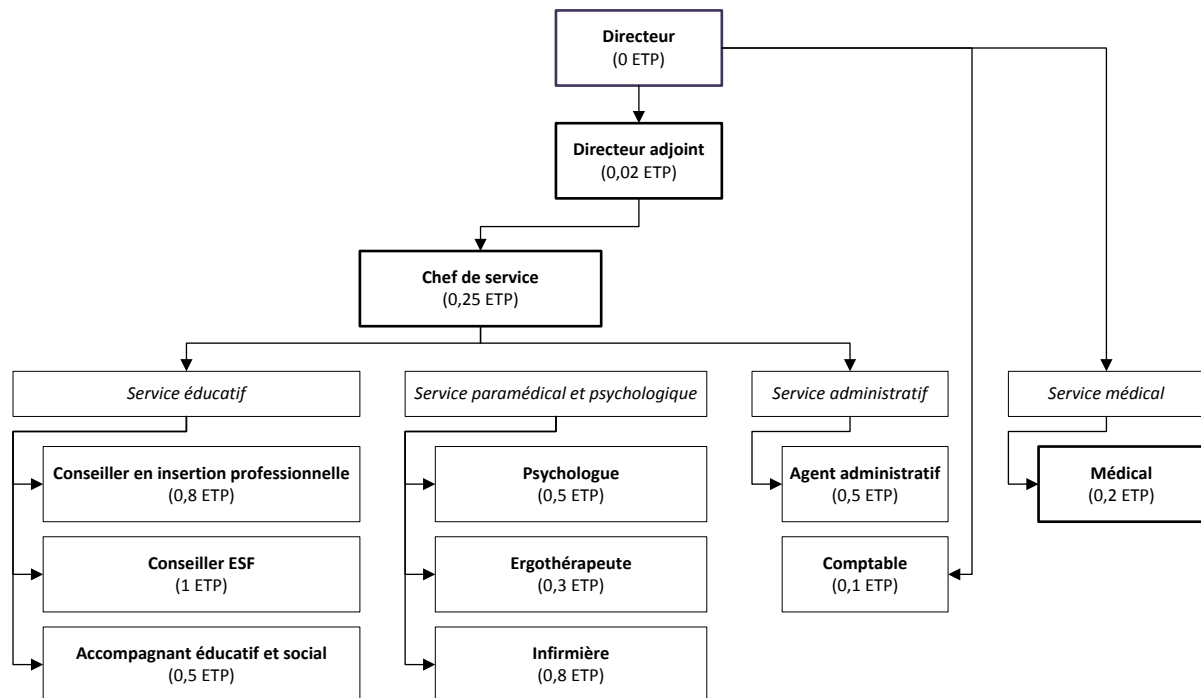 Directeur
(0 ETP)
Directeur adjoint
(0,02 ETP)
Chef de service
(0,25 ETP)
Service éducatif
Service paramédical et psychologique
Service administratif
Service médical
Conseiller en insertion professionnelle
(0,8 ETP)
Psychologue
(0,5 ETP)
Agent administratif
(0,5 ETP)
Médical
(0,2 ETP)
Conseiller ESF
(1 ETP)
Ergothérapeute
(0,3 ETP)
Comptable
(0,1 ETP)
Accompagnant éducatif et social
(0,5 ETP)
Infirmière
(0,8 ETP)